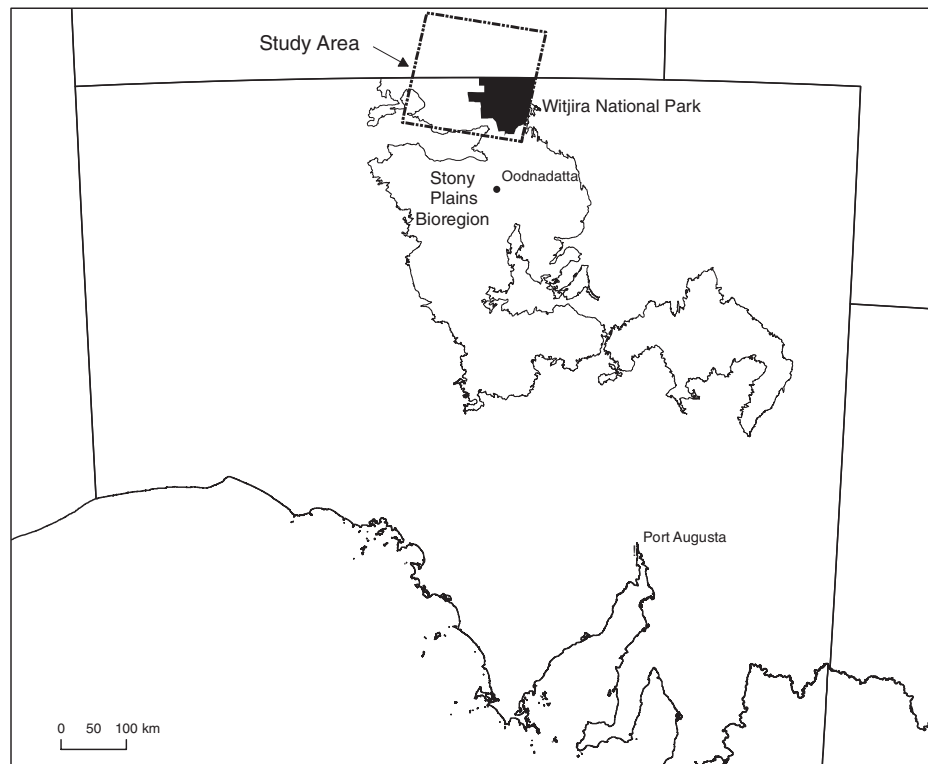 Study Area
Witjira National Park
Oodnadatta
Stony
Plains
Bioregion
Port Augusta
0 50 100 km